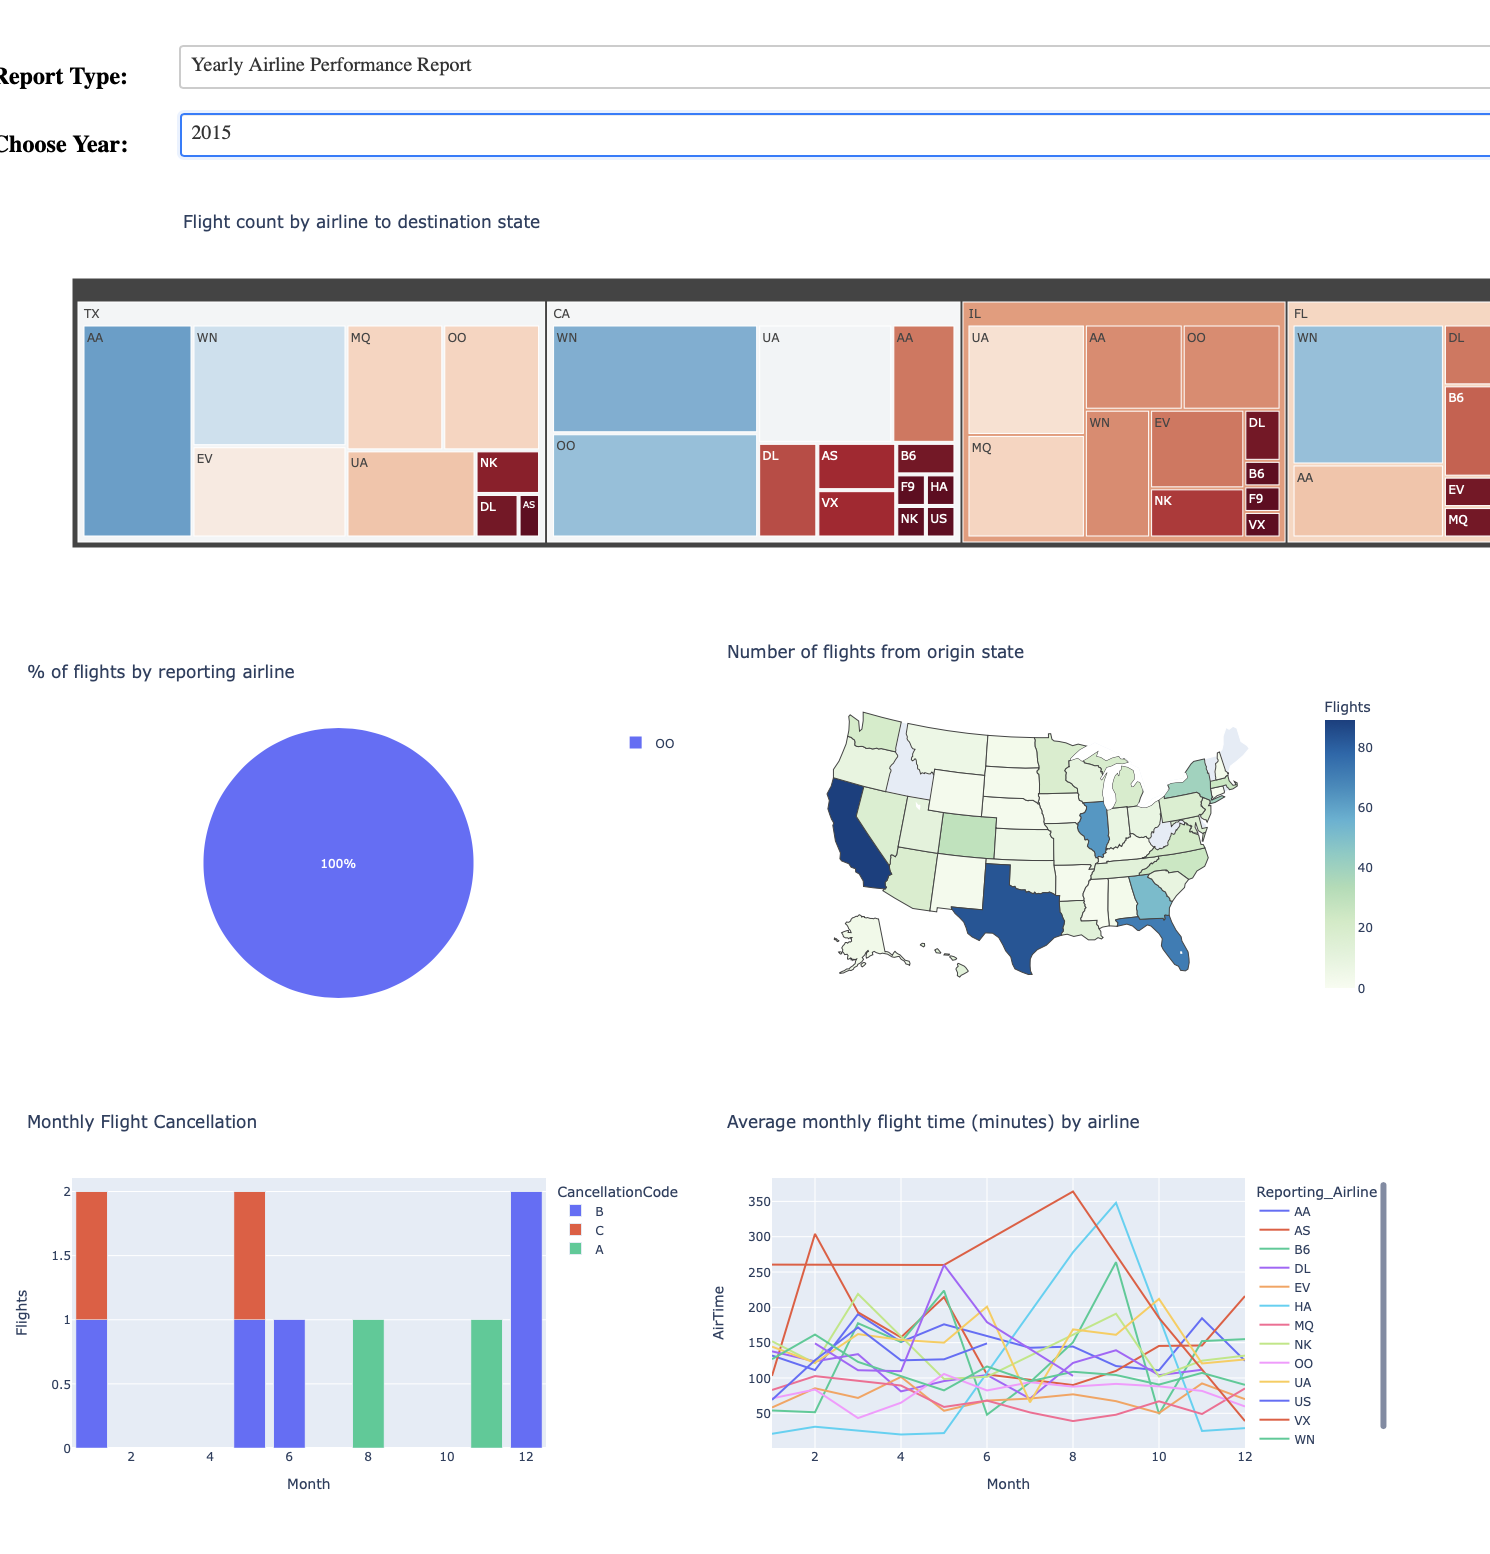 Report Type:
Yearly Airline Performance Report
Choose Year:
2015
Flight count by airline to destination state
TX
CA
IL
FL
AA
WN
MQ
OO
EV
UA
NK
DL
AS
WN
UA
AA
OO
DL
AS
B6
VX
F9
HA
NK
US
UA
AA
OO
MQ
WN
EV
DL
B6
NK
F9
VX
WN
DL
B6
AA
EV
MQ
% of flights by reporting airline
100%
OO
Number of flights from origin state
Flights
80
60
40
20
0
Monthly Flight Cancellation
2
1.5
1
0.5
0
Flights
2
4
6
8
10
12
Month
CancellationCode
B
C
A
Average monthly flight time (minutes) by airline
350
300
250
200
150
100
50
AirTime
2
4
6
8
10
12
Month
Reporting_Airline
AA
AS
B6
DL
EV
HA
MQ
NK
OO
UA
US
VX
WN